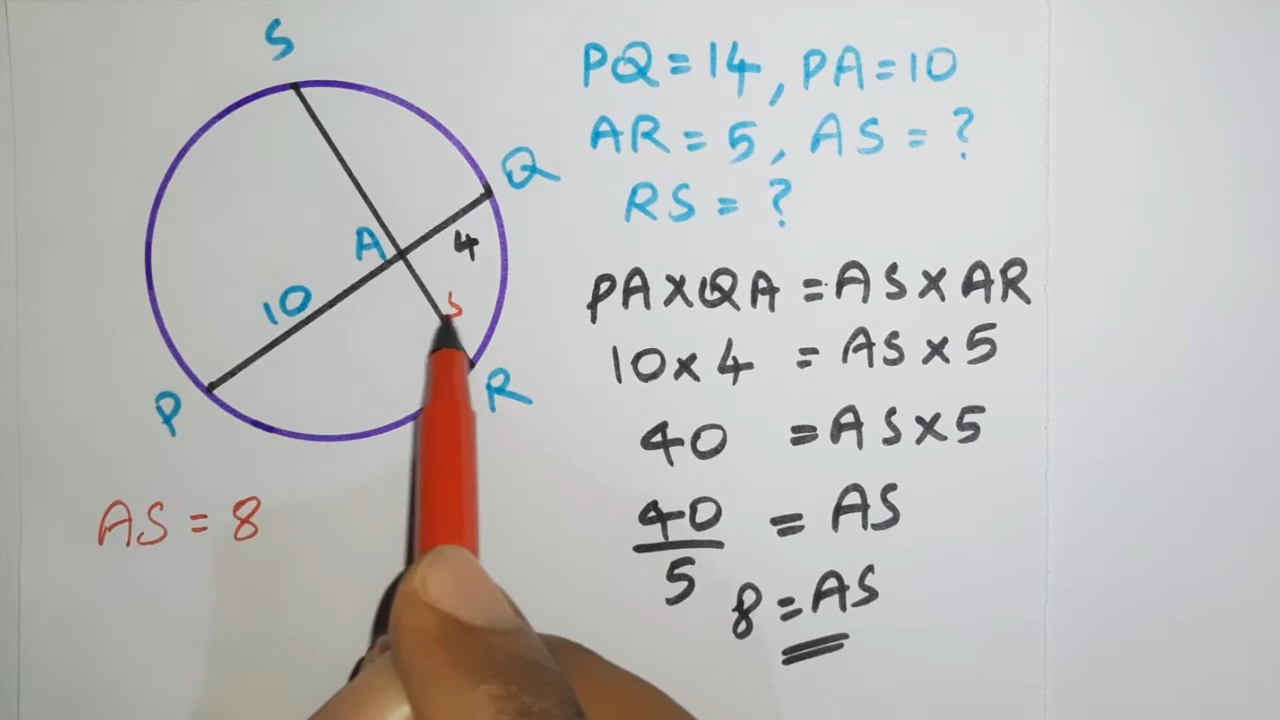 S
Q
A
4
10
5
P
R
AS = 8
PQ = 14, PA = 10
AR = 5, AS = ?
RS = ?
PA X QA = AS X AR
10 x 4 = AS x 5
40 = AS X 5
40/5 = AS
8 = AS